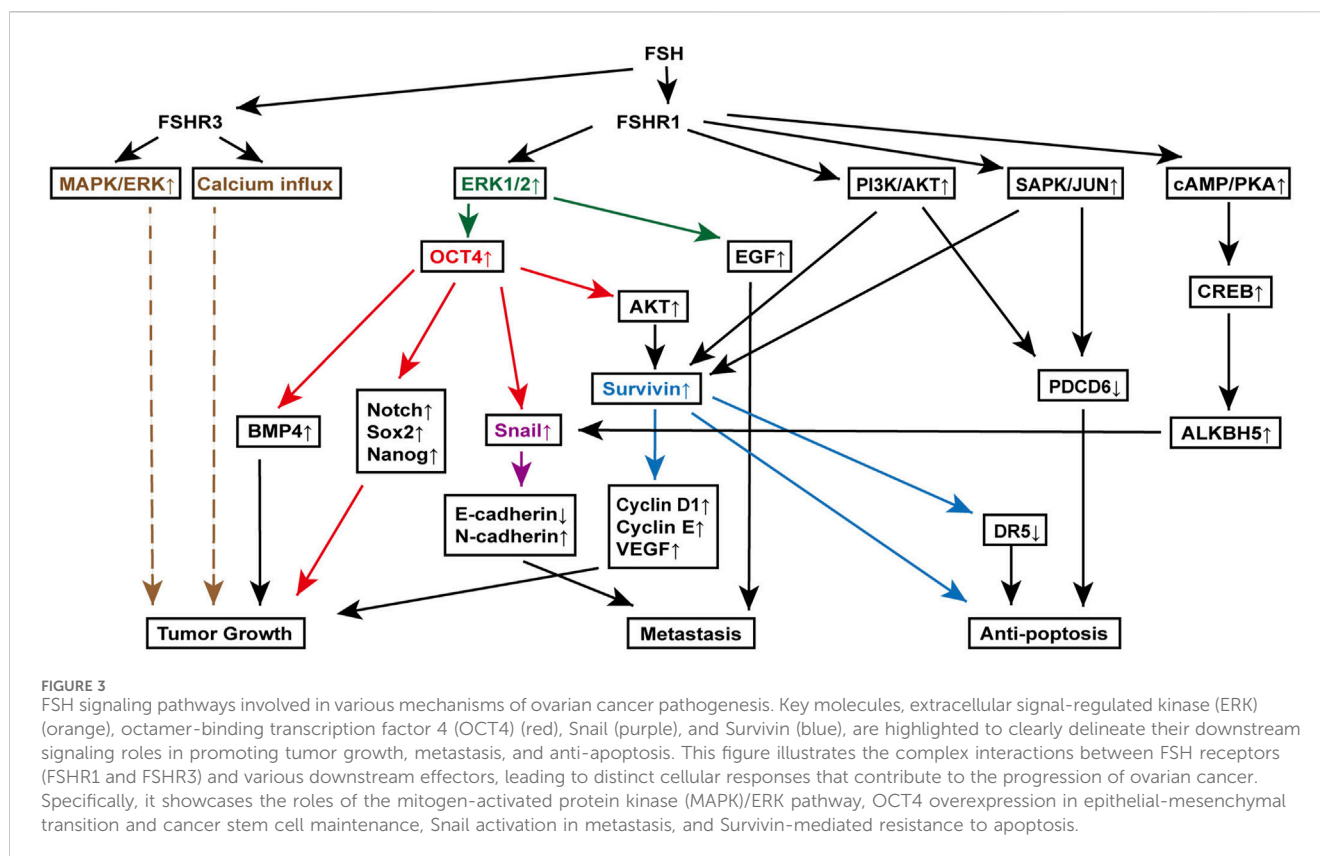 FSH
FSHR3
FSHR1
MAPK/ERK↑
Calcium influx
ERK1/2↑
PI3K/AKT↑
SAPK/JUN↑
cAMP/PKA↑
OCT4↑
EGF↑
AKT↑
CREB↑
Survivin↑
PDCD6↓
BMP4↑
Notch↑
Sox2↑
Nanog↑
Snail↑
ALKBH5↑
E-cadherin↓
N-cadherin↑
Cyclin D1↑
Cyclin E↑
VEGF↑
DR5↓
Tumor Growth
Metastasis
Anti-poptosis
FIGURE 3
FSH signaling pathways involved in various mechanisms of ovarian cancer pathogenesis. Key molecules, extracellular signal-regulated kinase (ERK)
(orange), octamer-binding transcription factor 4 (OCT4) (red), Snail (purple), and Survivin (blue), are highlighted to clearly delineate their downstream
signaling roles in promoting tumor growth, metastasis, and anti-apoptosis. This figure illustrates the complex interactions between FSH receptors
(FSHR1 and FSHR3) and various downstream effectors, leading to distinct cellular responses that contribute to the progression of ovarian cancer.
Specifically, it showcases the roles of the mitogen-activated protein kinase (MAPK)/ERK pathway, OCT4 overexpression in epithelial-mesenchymal
transition and cancer stem cell maintenance, Snail activation in metastasis, and Survivin-mediated resistance to apoptosis.